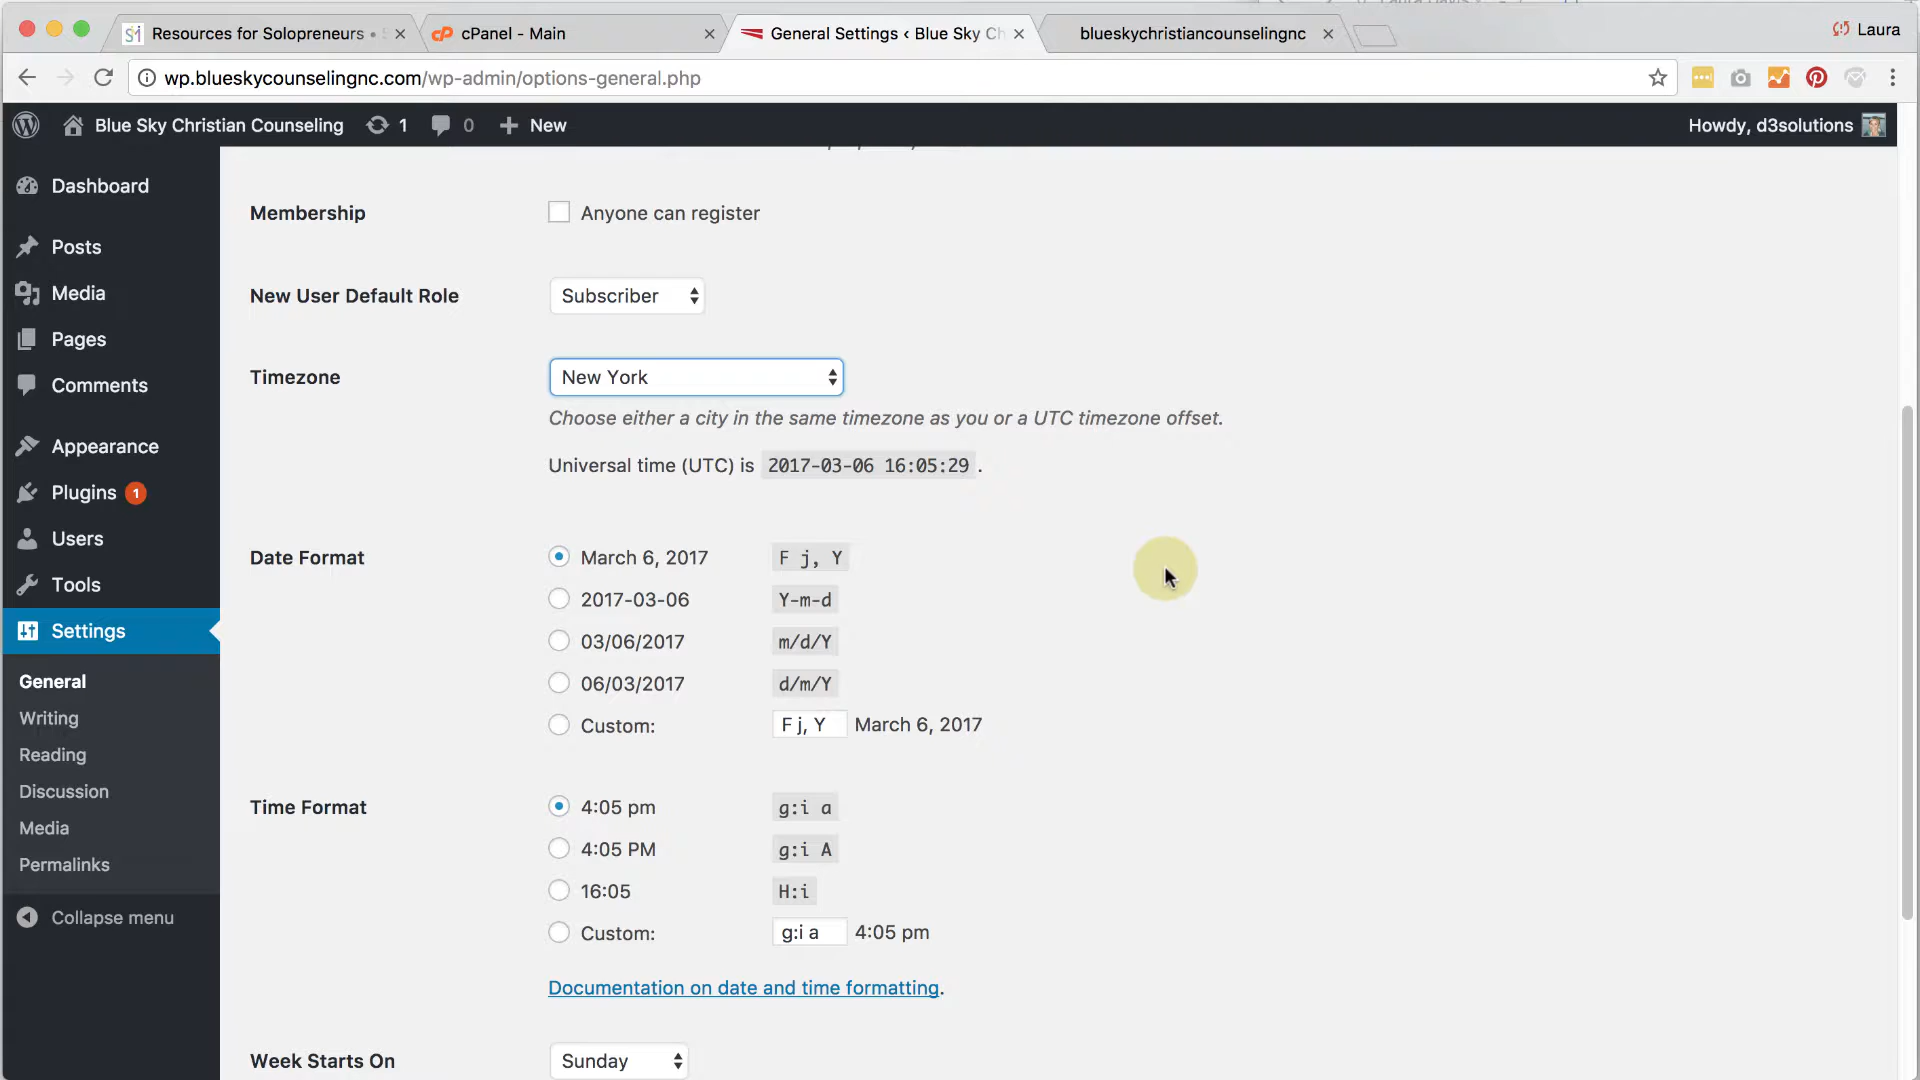 Resources for Solopreneurs
cPanel - Main
General Settings ‹ Blue Sky Ch
blueskychristiancounselingnc
Laura
wp.blueskycounselingnc.com/wp-admin/options-general.php
Blue Sky Christian Counseling 1 0 + New
Howdy, d3solutions
Dashboard
Posts
Media
Pages
Comments
Appearance
Plugins 1
Users
Tools
Settings
General
Writing
Reading
Discussion
Media
Permalinks
Collapse menu
Membership Anyone can register
New User Default Role Subscriber
Timezone New York
Choose either a city in the same timezone as you or a UTC timezone offset.
Universal time (UTC) is 2017-03-06 16:05:29 .
Date Format March 6, 2017 F j, Y
2017-03-06 Y-m-d
03/06/2017 m/d/Y
06/03/2017 d/m/Y
Custom: F j, Y March 6, 2017
Time Format 4:05 pm g:i a
4:05 PM g:i A
16:05 H:i
Custom: g:i a 4:05 pm
Documentation on date and time formatting.
Week Starts On Sunday